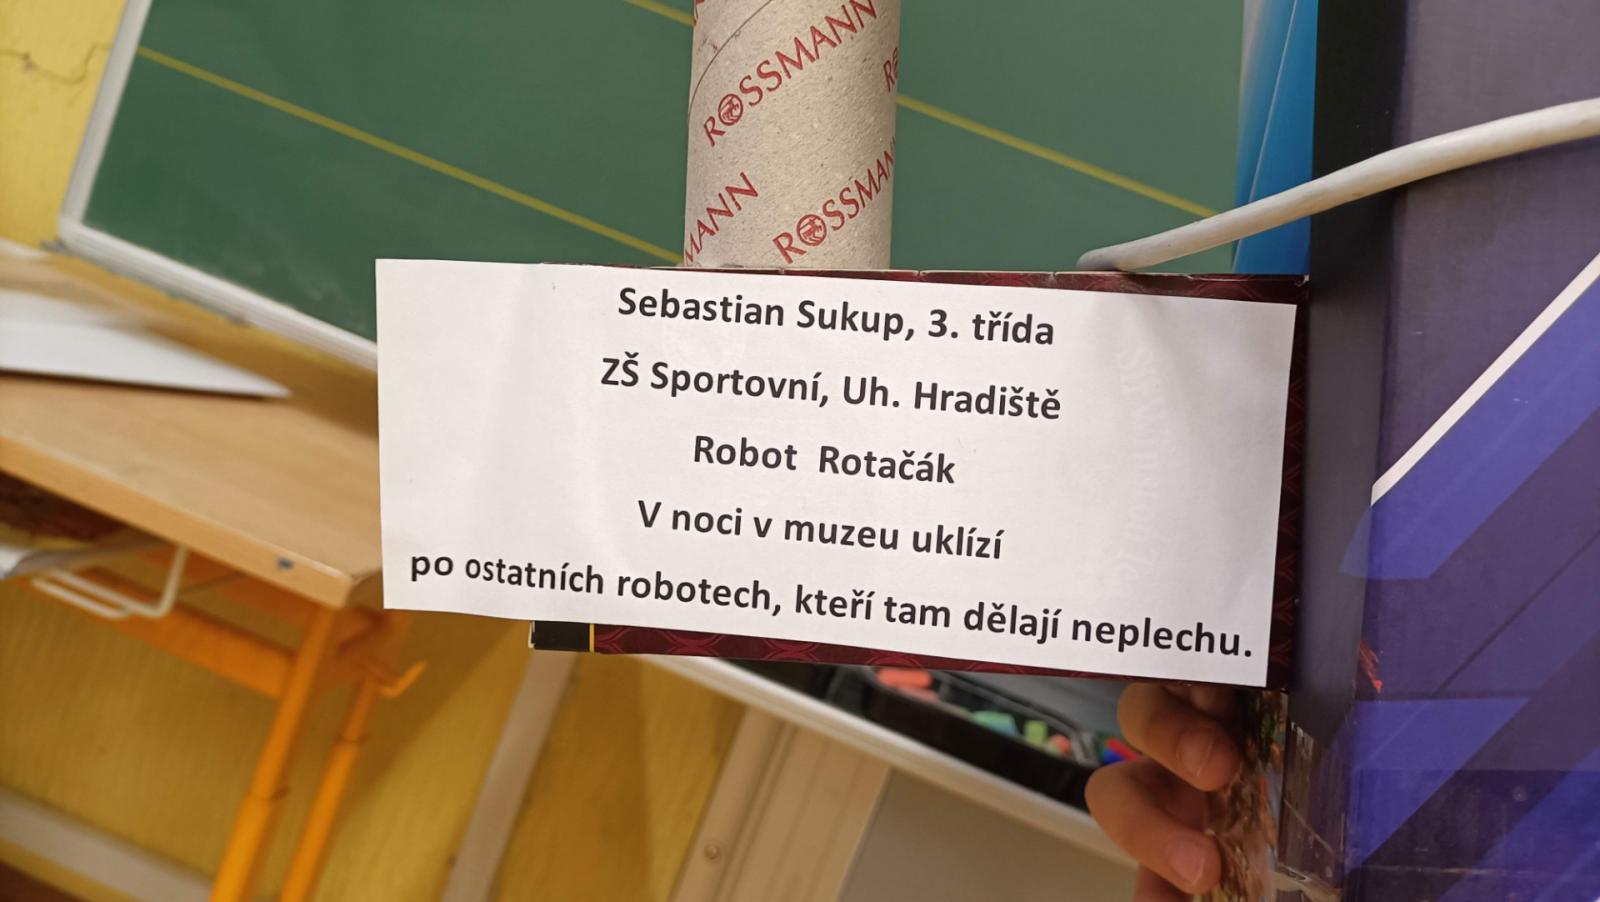 ROSSMANN
MANN
ROSSMANN
Sebastian Sukup, 3. třída
ZŠ Sportovní, Uh. Hradiště
Robot Rotačák
V noci v muzeu uklízí
po ostatních robotech, kteří tam dělají neplechu.